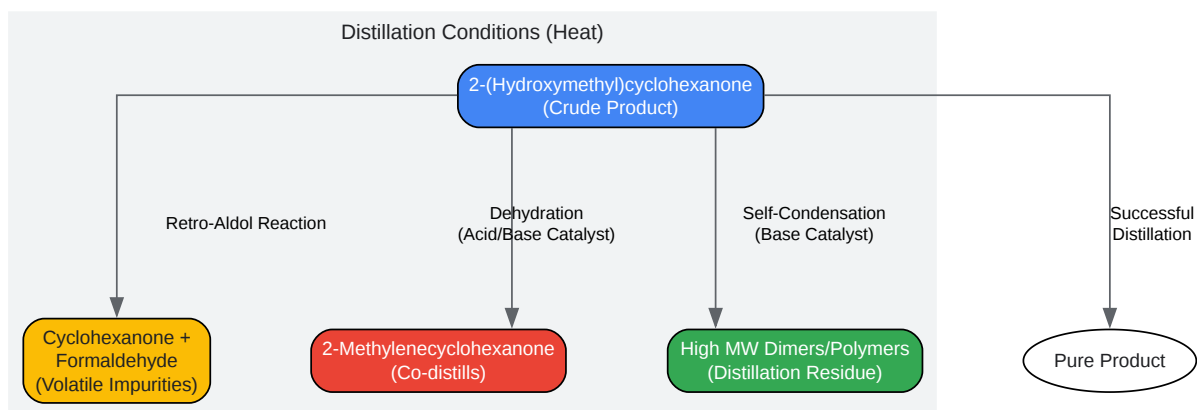 Distillation Conditions (Heat)
2-(Hydroxymethyl)cyclohexanone
(Crude Product)
Retro-Aldol Reaction
Dehydration
(Acid/Base Catalyst)
Self-Condensation
(Base Catalyst)
Successful
Distillation
Cyclohexanone +
Formaldehyde
(Volatile Impurities)
2-Methylenecyclohexanone
(Co-distills)
High MW Dimers/Polymers
(Distillation Residue)
Pure Product